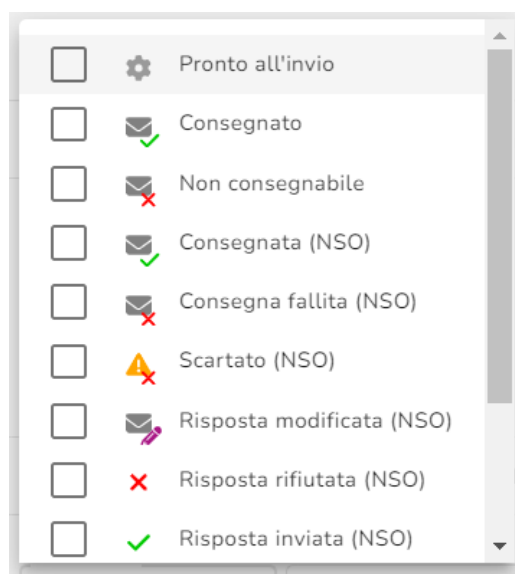 Pronto all'invio
Consegnato
Non consegnabile
Consegnata (NSO)
Consegna fallita (NSO)
Scartato (NSO)
Risposta modificata (NSO)
Risposta rifiutata (NSO)
Risposta inviata (NSO)